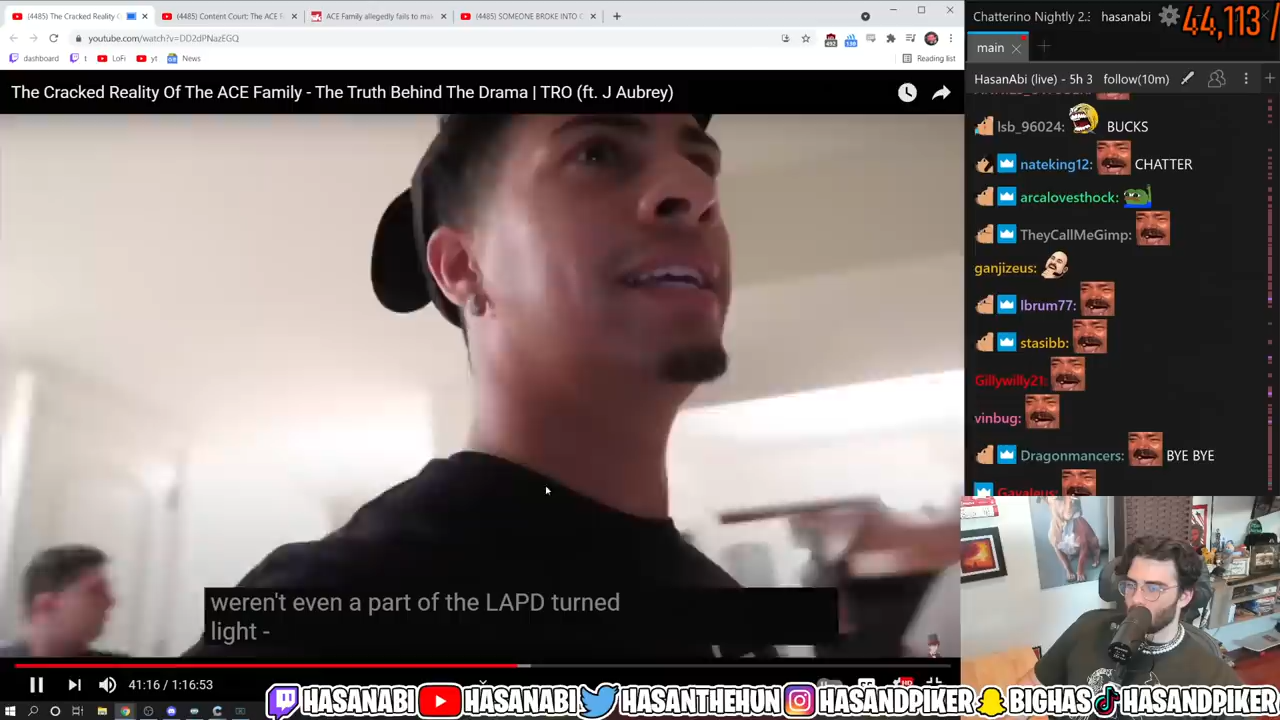 (4485) The Cracked Reality O
(4485) Content Court: The ACE F
ACE Family allegedly fails to mak
(4485) SOMEONE BROKE INTO O
youtube.com/watch?v=DD2dPNazEGQ
492
dashboard
t
LoFi
yt
News
Reading list
The Cracked Reality Of The ACE Family - The Truth Behind The Drama | TRO (ft. J Aubrey)
weren't even a part of the LAPD turned
light -
41:16 / 1:16:53
Chatterino Nightly 2.
hasanabi
44,113 /
main
HasanAbi (live) - 5h 3
follow(10m)
lsb_96024: BUCKS
nateking12: CHATTER
arcalovesthock:
TheyCallMeGimp:
ganjizeus:
lbrum77:
stasibb:
Gillywilly21:
vinbug:
Dragonmancers: BYE BYE
HASANABI
HASANABI
HASANTHEHUN
HASANDPIKER
BIGHAS
HASANDPIKER